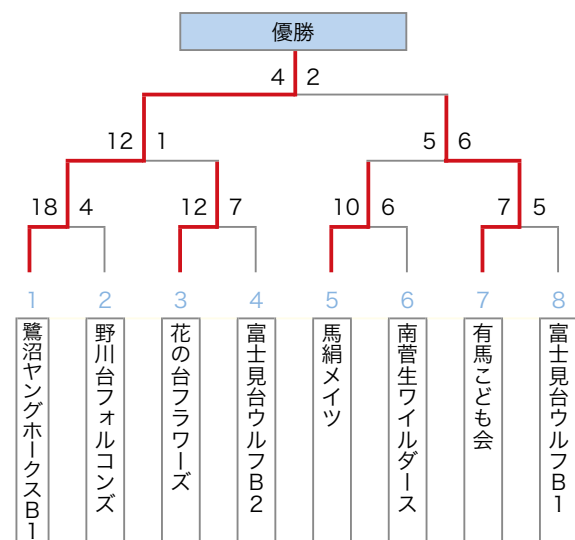 優勝
4 2
12 1
5 6
18 4
12 7
10 6
7 5
1 2 3 4 5 6 7 8
鷺沼ヤングホークスB1
野川台フォルコンズ
花の台フラワーズ
富士見台ウルフB2
馬絹メイツ
南菅生ワイルダース
有馬こども会
富士見台ウルフB1